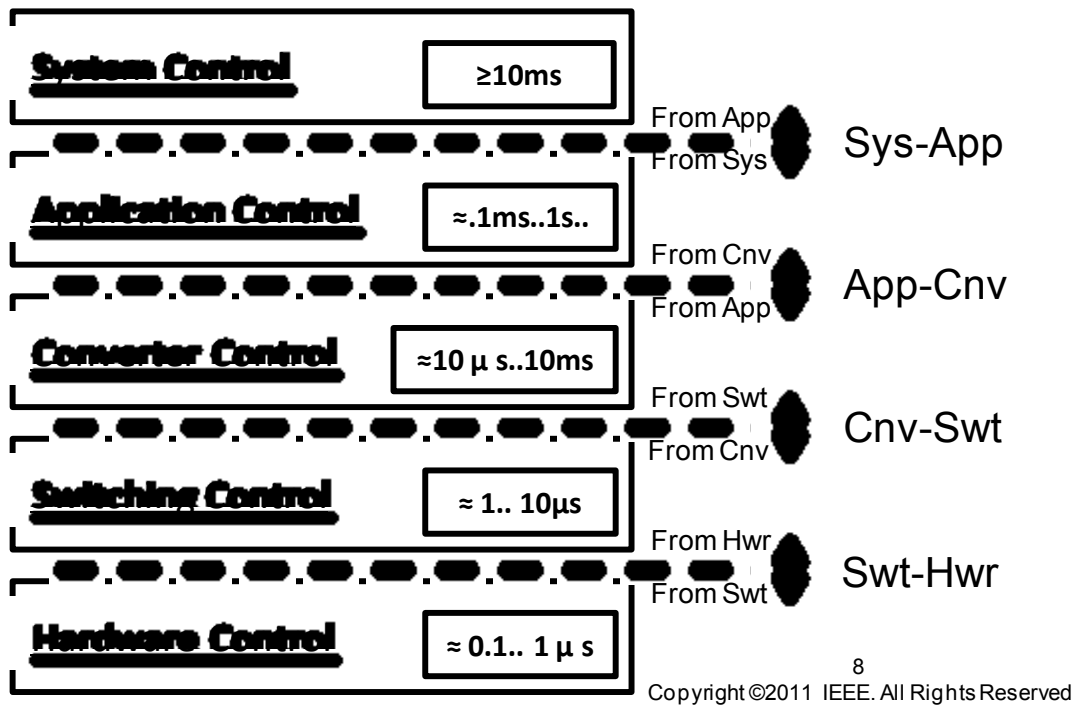 System Control
≥10ms
From App
From Sys
Sys-App
Application Control
≈.1ms..1s..
From Cnv
From App
App-Cnv
Converter Control
≈10 µ s..10ms
From Swt
From Cnv
Cnv-Swt
Switching Control
≈ 1.. 10µs
From Hwr
From Swt
Swt-Hwr
Hardware Control
≈ 0.1.. 1 µ s
8
Copyright ©2011 IEEE. All Rights Reserved